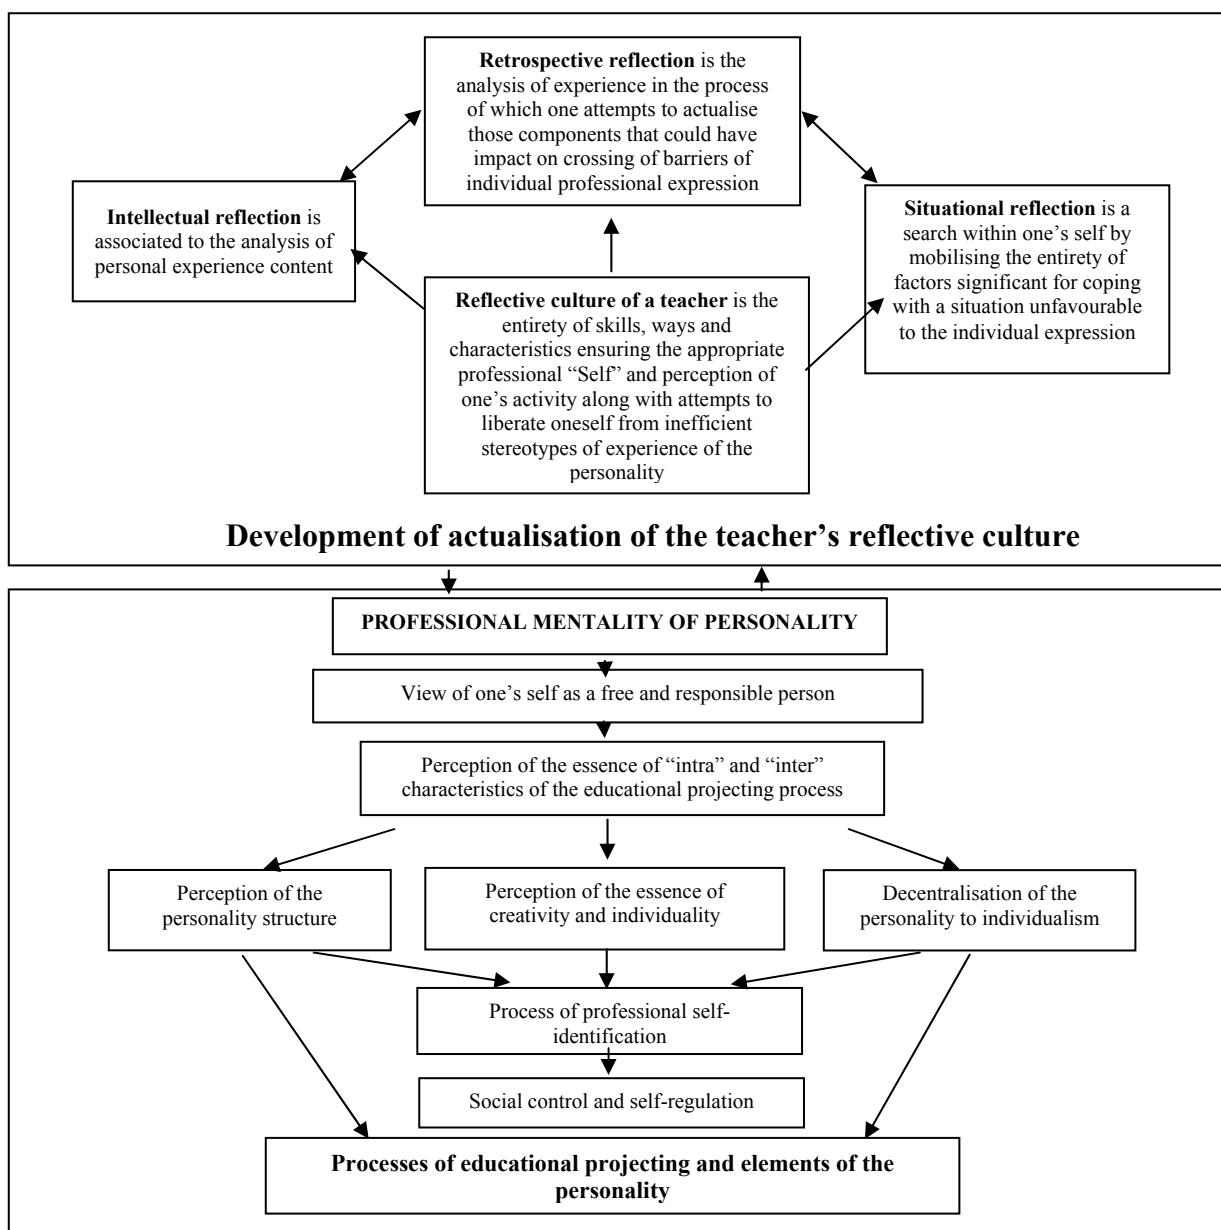 Retrospective reflection is the
analysis of experience in the process
of which one attempts to actualise
those components that could have
impact on crossing of barriers of
individual professional expression
Intellectual reflection is
associated to the analysis of
personal experience content
Situational reflection is a
search within one’s self by
mobilising the entirety of
factors significant for coping
with a situation unfavourable
to the individual expression
Reflective culture of a teacher is the
entirety of skills, ways and
characteristics ensuring the appropriate
professional “Self” and perception of
one’s activity along with attempts to
liberate oneself from inefficient
stereotypes of experience of the
personality
Development of actualisation of the teacher’s reflective culture
PROFESSIONAL MENTALITY OF PERSONALITY
View of one’s self as a free and responsible person
Perception of the essence of “intra” and “inter”
characteristics of the educational projecting process
Perception of the
personality structure
Perception of the essence of
creativity and individuality
Decentralisation of the
personality to individualism
Process of professional self-
identification
Social control and self-regulation
Processes of educational projecting and elements of the
personality